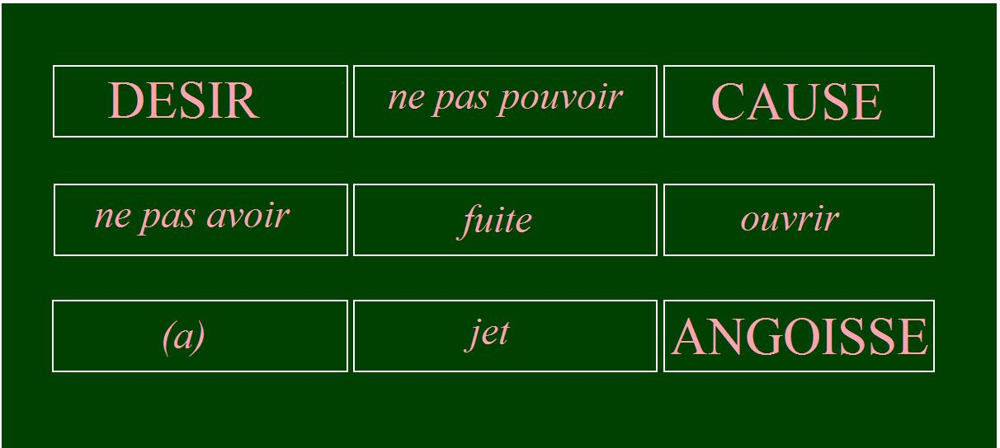 DESIR ne pas pouvoir CAUSE
ne pas avoir fuite ouvrir
(a) jet ANGOISSE